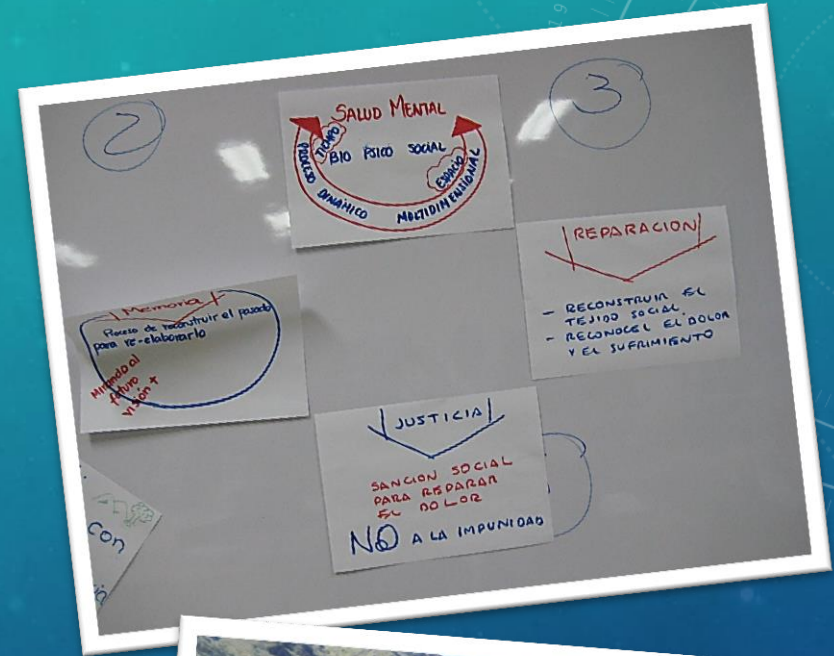 2
SALUD MENTAL
TIEMPO
BIO PSICO SOCIAL
ESPACIO
PROCESO DINÁMICO MULTIDIMENSIONAL
3
REPARACION
- RECONSTRUIR EL
TEJIDO SOCIAL.
- RECONOCER EL DOLOR
Y EL SUFRIMIENTO
Memoria
Proceso de reconstruir el pasado
para re-elaborarlo
Mirando al
futuro
visión +
JUSTICIA
SANCION SOCIAL
PARA REPARAR
EL DOLOR
NO A LA IMPUNIDAD
con